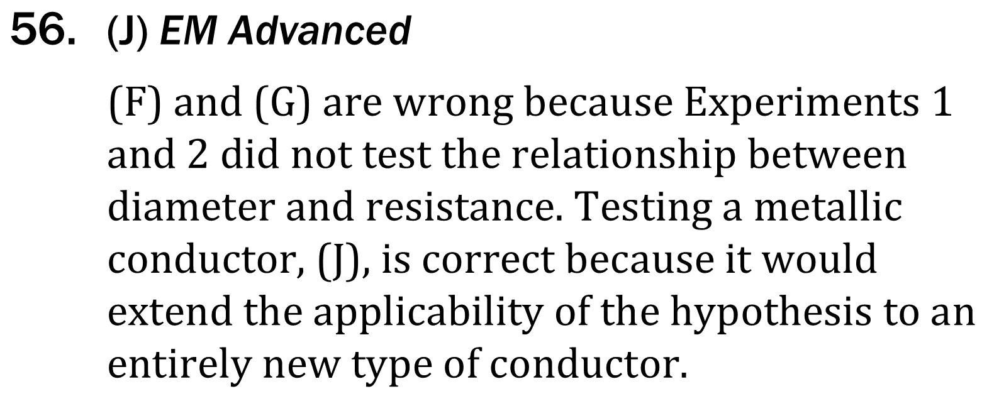 56. (J) EM Advanced
(F) and (G) are wrong because Experiments 1
and 2 did not test the relationship between
diameter and resistance. Testing a metallic
conductor, (J), is correct because it would
extend the applicability of the hypothesis to an
entirely new type of conductor.